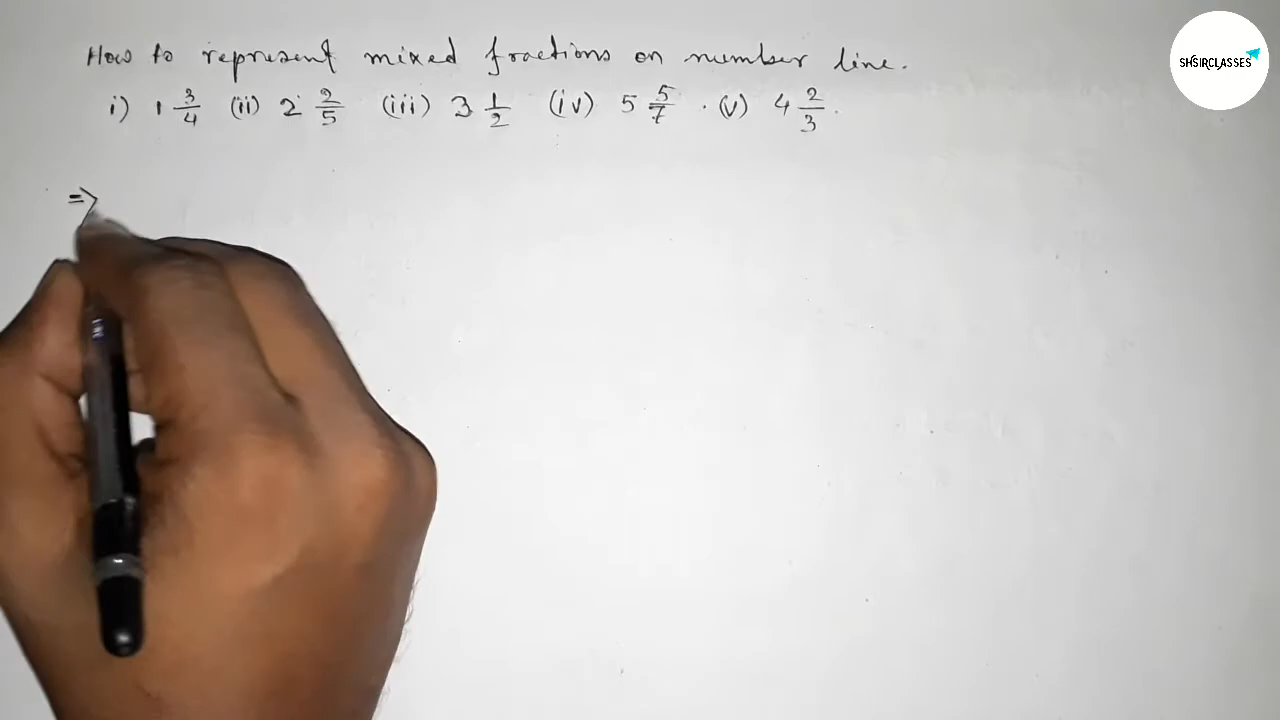 How to represent mixed fractions on number line.
i) 1 3/4 (ii) 2 2/5 (iii) 3 1/2 (iv) 5 5/7 . (v) 4 2/3 .
=>
SHSIRCLASSES